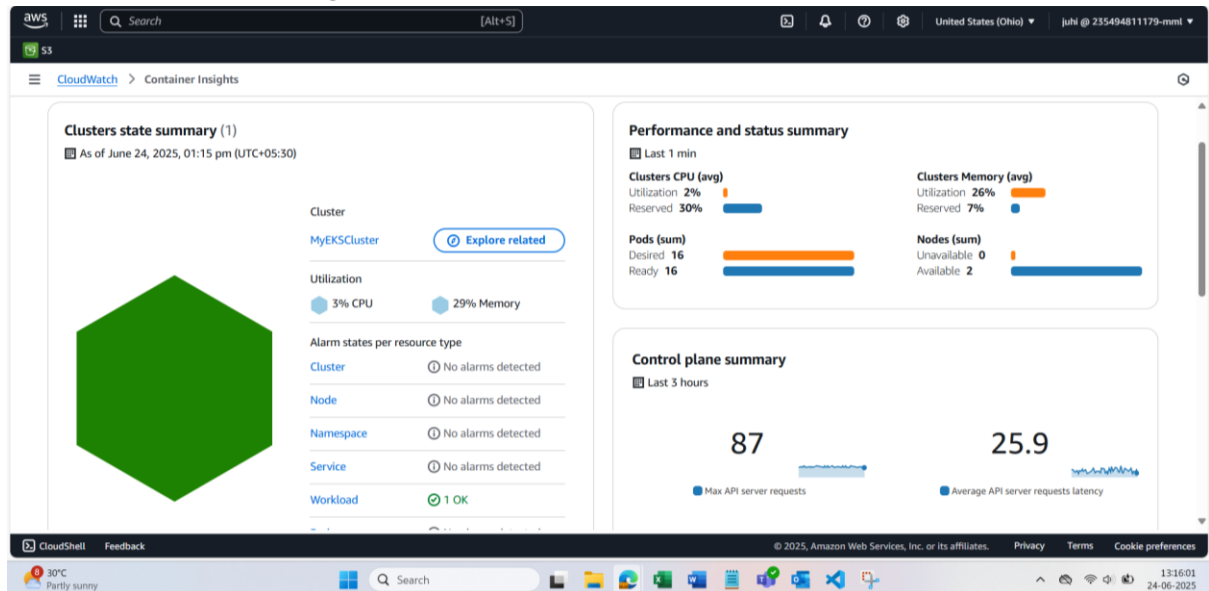 aws
Search
[Alt+S]
United States (Ohio) ▼
juhi @ 235494811179-mml ▼
S3
CloudWatch > Container Insights
Clusters state summary (1)
As of June 24, 2025, 01:15 pm (UTC+05:30)
Cluster
MyEKSCluster
Explore related
Utilization
3% CPU
29% Memory
Alarm states per resource type
Cluster
No alarms detected
Node
No alarms detected
Namespace
No alarms detected
Service
No alarms detected
Workload
1 OK
Performance and status summary
Last 1 min
Clusters CPU (avg)
Utilization 2%
Reserved 30%
Clusters Memory (avg)
Utilization 26%
Reserved 7%
Pods (sum)
Desired 16
Ready 16
Nodes (sum)
Unavailable 0
Available 2
Control plane summary
Last 3 hours
87
Max API server requests
25.9
Average API server requests latency
CloudShell
Feedback
© 2025, Amazon Web Services, Inc. or its affiliates.
Privacy
Terms
Cookie preferences
8
30°C
Partly sunny
Search
13:16:01
24-06-2025